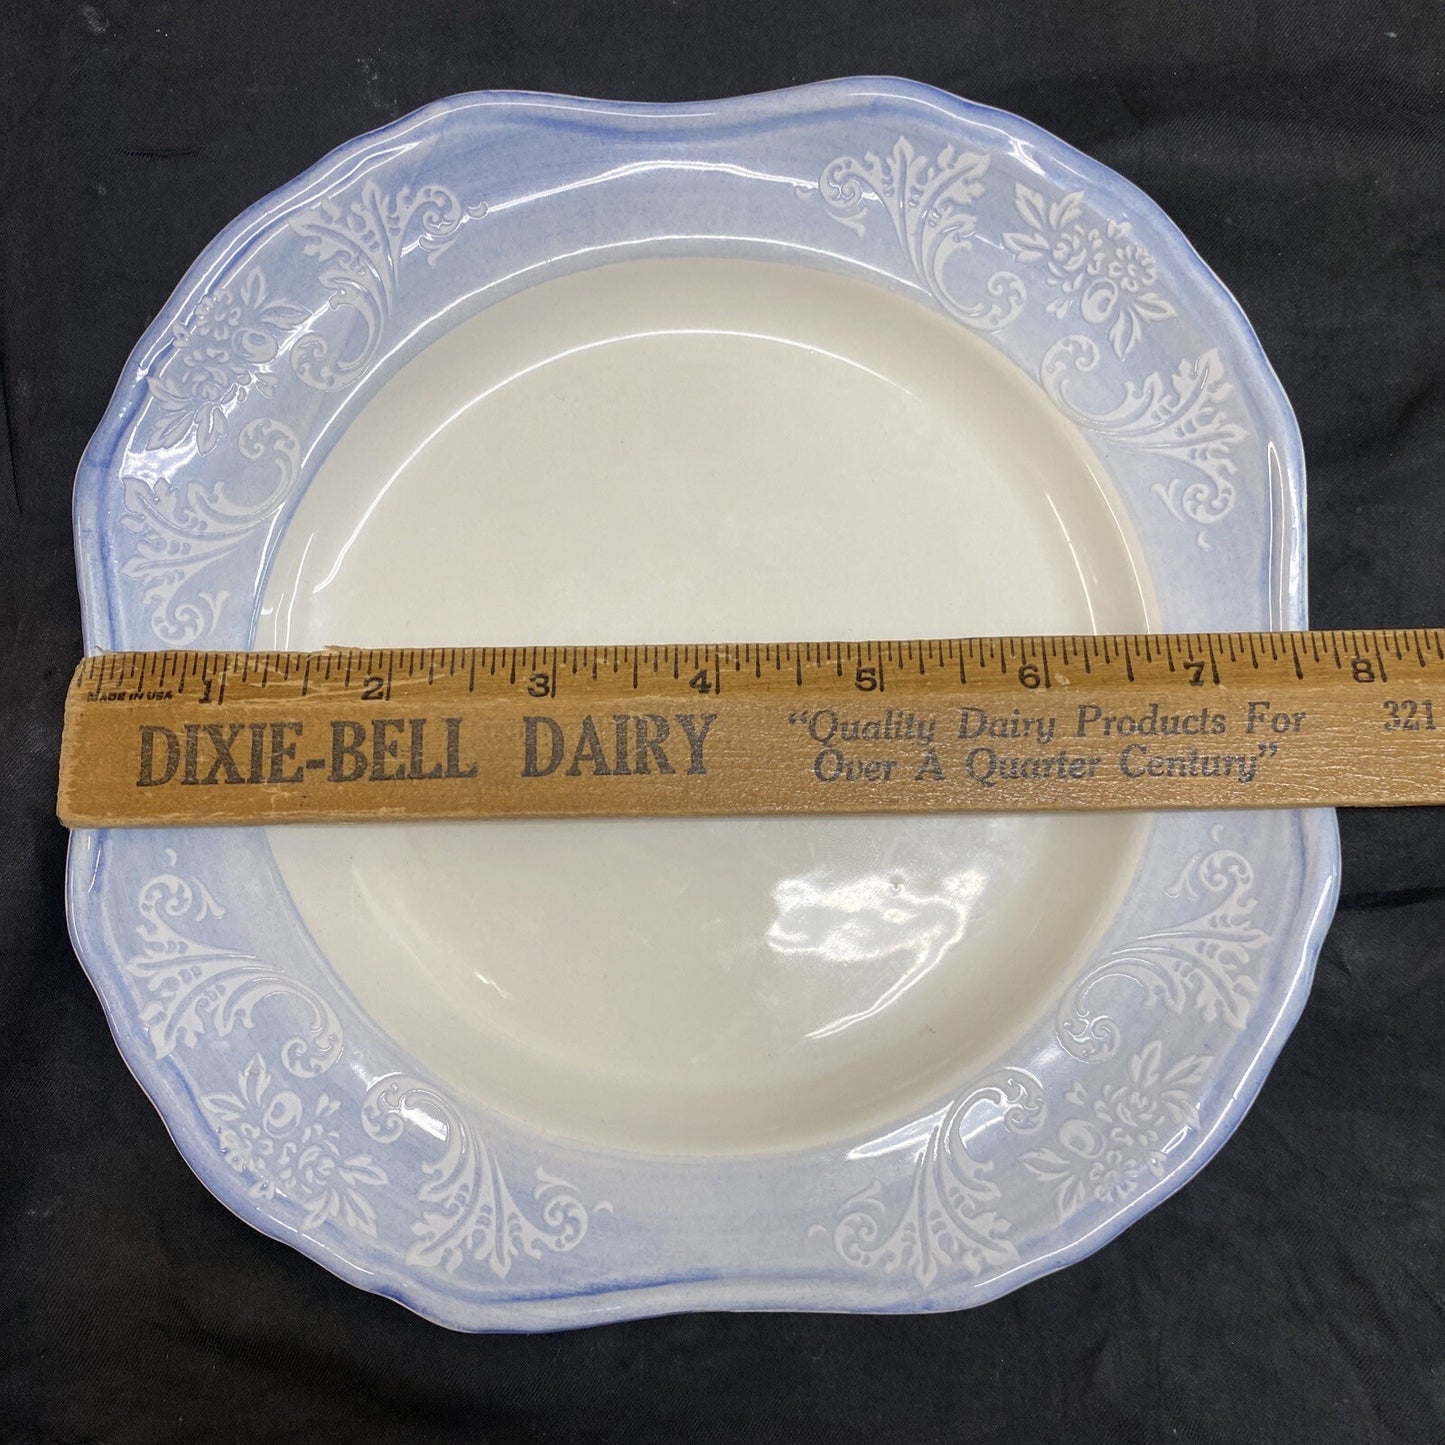 1 2 3 4 5 6 7 8
MADE IN USA
DIXIE-BELL DAIRY
“Quality Dairy Products For
Over A Quarter Century”
321